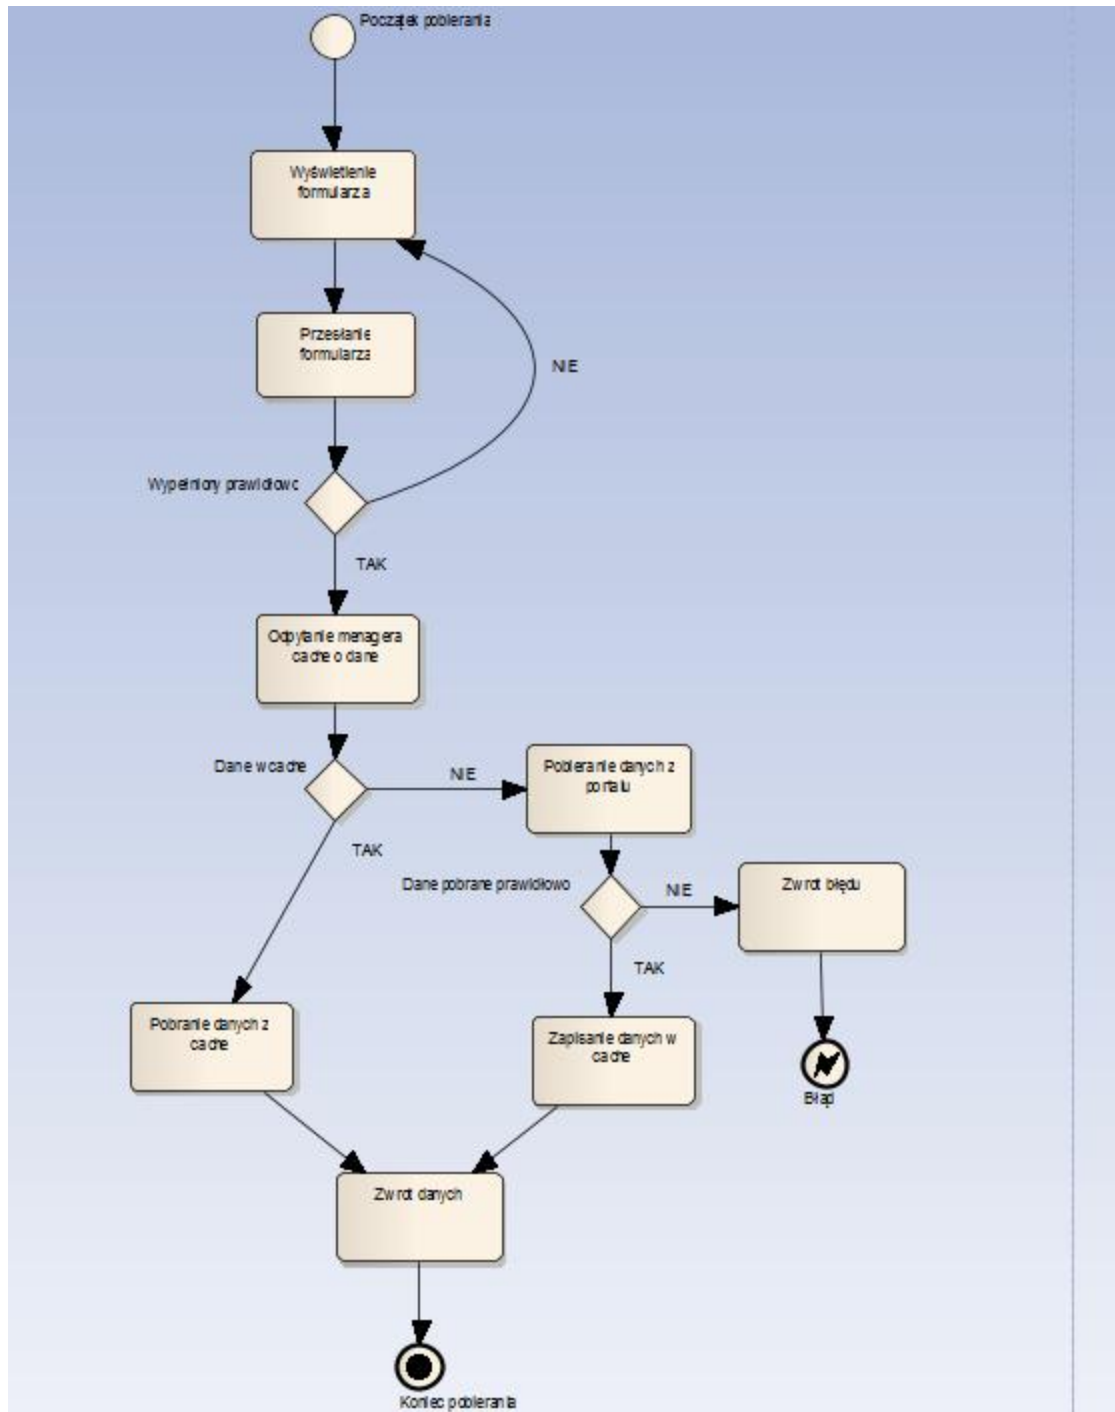 Początek pobierania
Wyświetlenie
formularza
Przesłanie
formularza
NIE
Wypełniony prawidłowo
TAK
Odpytanie menagera
cache o dane
Dane w cache
NIE
Pobieranie danych z
portalu
TAK
Dane pobrane prawidłowo
NIE
Zwrot błędu
TAK
Pobranie danych z
cache
Zapisanie danych w
cache
Błąd
Zwrot danych
Koniec pobierania